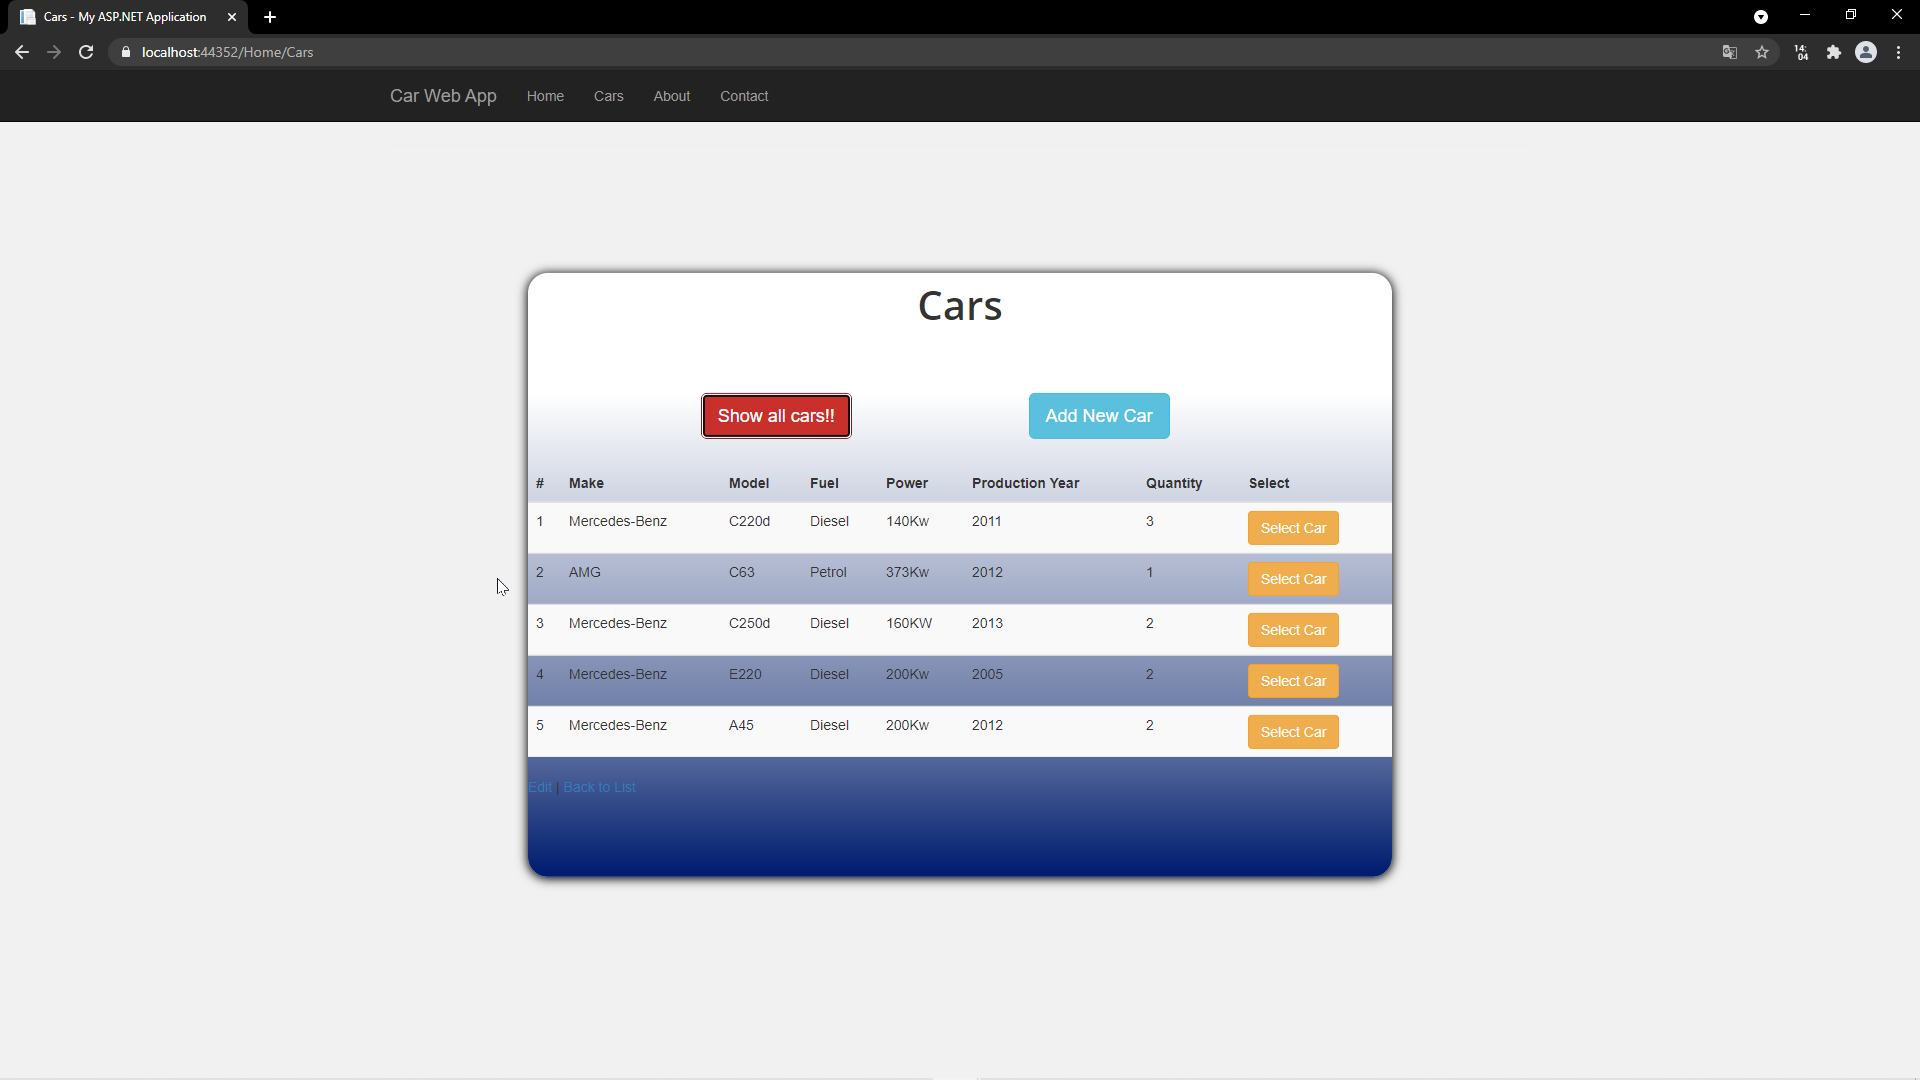 Cars - My ASP.NET Application
localhost:44352/Home/Cars
14:
04
Car Web App Home Cars About Contact
Cars
Show all cars!! Add New Car
# Make Model Fuel Power Production Year Quantity Select
1 Mercedes-Benz C220d Diesel 140Kw 2011 3 Select Car
2 AMG C63 Petrol 373Kw 2012 1 Select Car
3 Mercedes-Benz C250d Diesel 160KW 2013 2 Select Car
4 Mercedes-Benz E220 Diesel 200Kw 2005 2 Select Car
5 Mercedes-Benz A45 Diesel 200Kw 2012 2 Select Car
Edit | Back to List